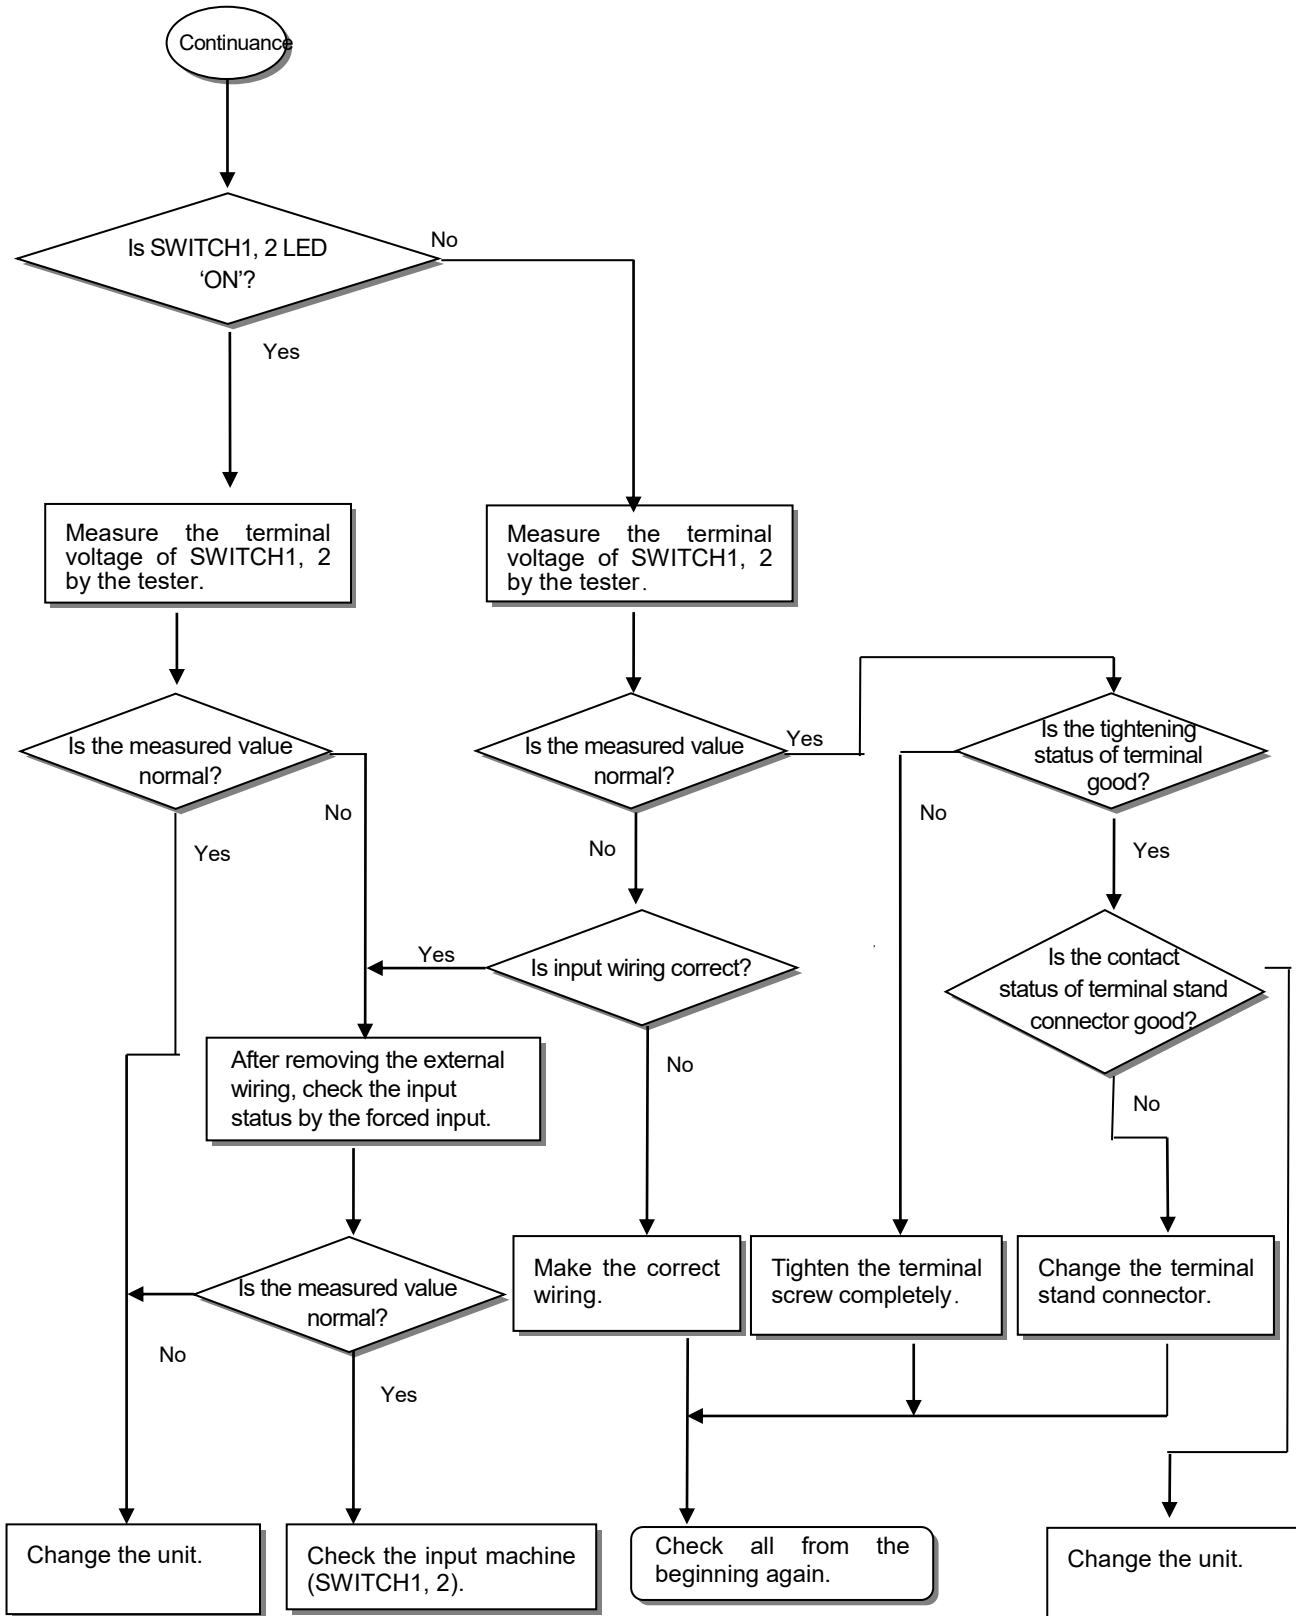 Continuance
Is SWITCH1, 2 LED
‘ON’?
No
Yes
Measure the terminal
voltage of SWITCH1, 2
by the tester.
Measure the terminal
voltage of SWITCH1, 2
by the tester.
Is the measured value
normal?
No
Yes
Is the measured value
normal?
Yes
No
Is the tightening
status of terminal
good?
No
Yes
Is input wiring correct?
Yes
No
Is the contact
status of terminal stand
connector good?
No
After removing the external
wiring, check the input
status by the forced input.
Is the measured value
normal?
No
Yes
Make the correct
wiring.
Tighten the terminal
screw completely.
Change the terminal
stand connector.
Change the unit.
Check the input machine
(SWITCH1, 2).
Check all from the
beginning again.
Change the unit.